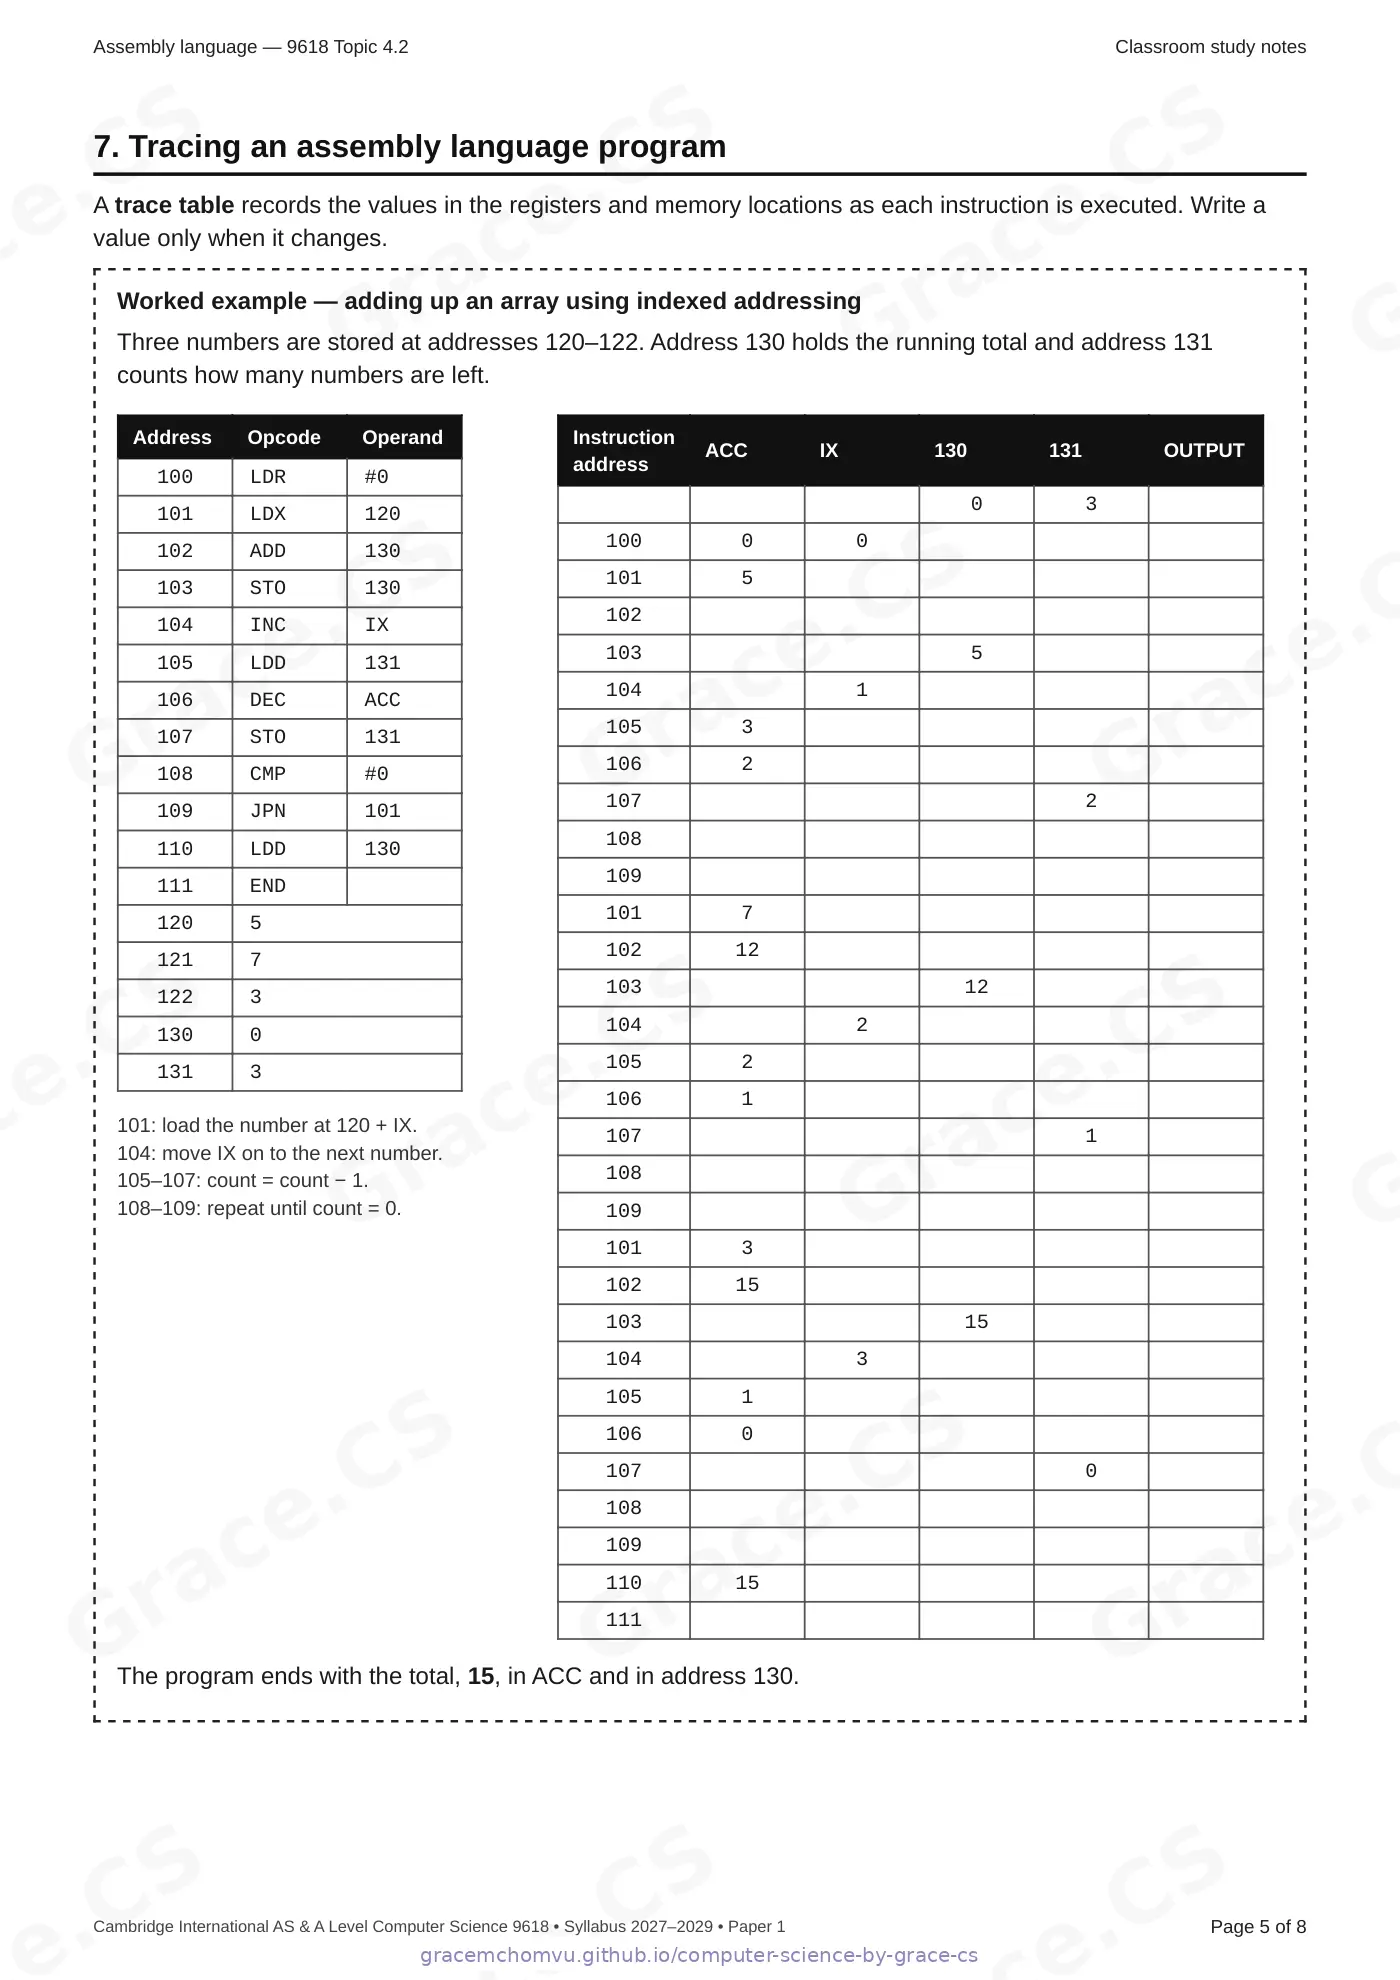 Assembly language — 9618 Topic 4.2
Classroom study notes
7. Tracing an assembly language program
A trace table records the values in the registers and memory locations as each instruction is executed. Write a
value only when it changes.
Worked example — adding up an array using indexed addressing
Three numbers are stored at addresses 120–122. Address 130 holds the running total and address 131
counts how many numbers are left.
Address Opcode Operand
100 LDR #0
101 LDX 120
102 ADD 130
103 STO 130
104 INC IX
105 LDD 131
106 DEC ACC
107 STO 131
108 CMP #0
109 JPN 101
110 LDD 130
111 END
120 5
121 7
122 3
130 0
131 3
101: load the number at 120 + IX.
104: move IX on to the next number.
105–107: count = count − 1.
108–109: repeat until count = 0.
Instruction address ACC IX 130 131 OUTPUT
0 3
100 0 0
101 5
102
103 5
104 1
105 3
106 2
107 2
108
109
101 7
102 12
103 12
104 2
105 2
106 1
107 1
108
109
101 3
102 15
103 15
104 3
105 1
106 0
107 0
108
109
110 15
111
The program ends with the total, 15, in ACC and in address 130.
Cambridge International AS & A Level Computer Science 9618 • Syllabus 2027–2029 • Paper 1
Page 5 of 8
gracemchomvu.github.io/computer-science-by-grace-cs
Grace.CS